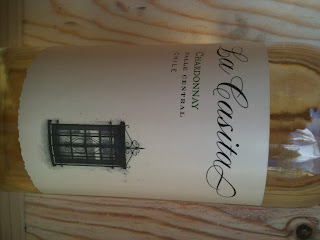 La Casita
CHARDONNAY
VALLE CENTRAL
CHILE